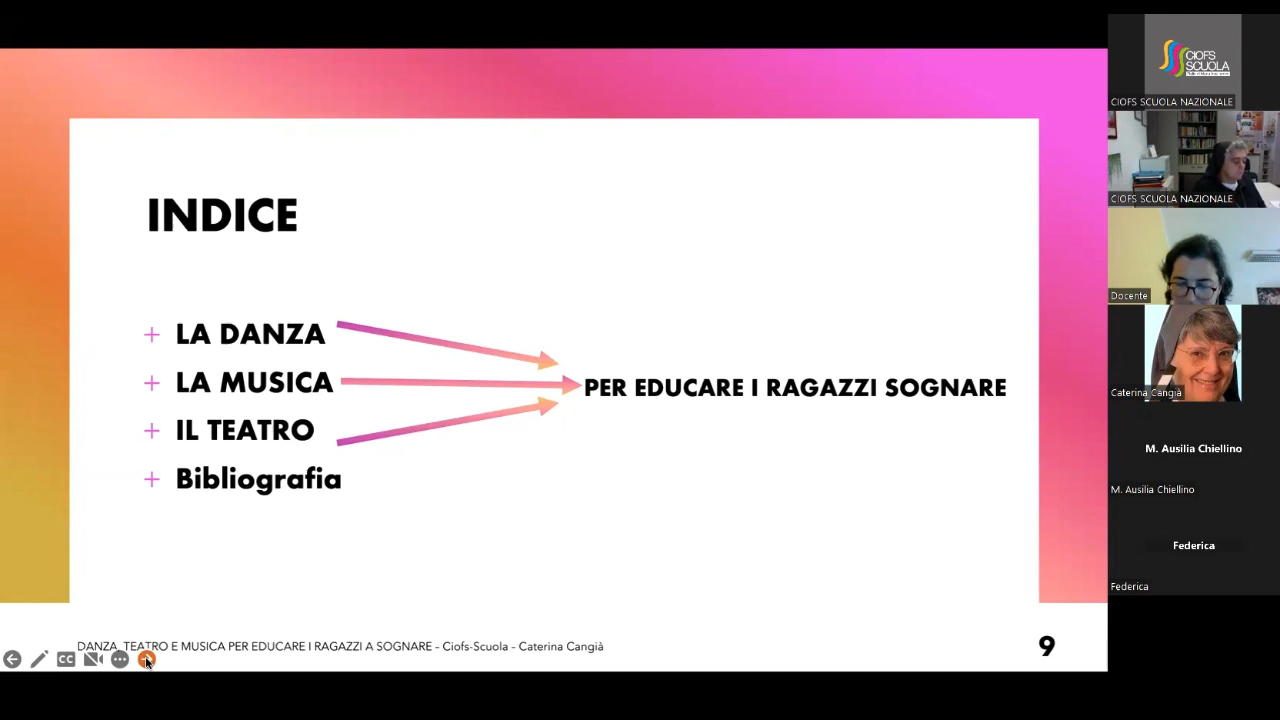 INDICE
+ LA DANZA
+ LA MUSICA
+ IL TEATRO
+ Bibliografia
PER EDUCARE I RAGAZZI SOGNARE
DANZA, TEATRO E MUSICA PER EDUCARE I RAGAZZI A SOGNARE – Ciofs-Scuola – Caterina Cangià
9
CC
CIOFS
SCUOLA
CIOFS SCUOLA NAZIONALE
CIOFS SCUOLA NAZIONALE
Docente
Caterina Cangià
M. Ausilia Chiellino
M. Ausilia Chiellino
Federica
Federica